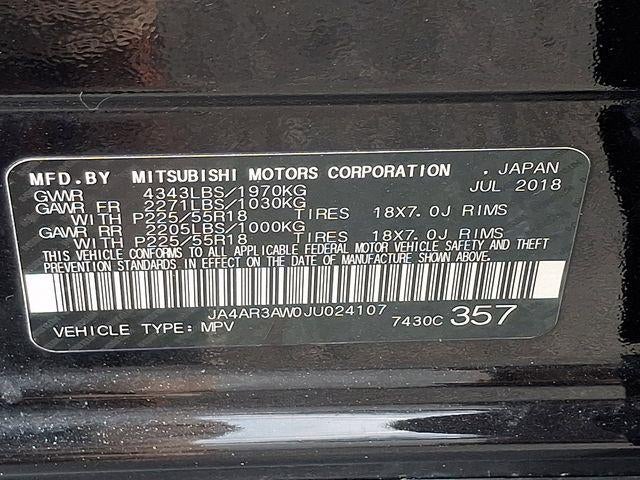 MFD.BY MITSUBISHI MOTORS CORPORATION . JAPAN
GWVR 4343LBS/1970KG JUL 2018
GAWR FR 2271LBS/1030KG
WITH P225/55R18 TIRES 18X7.0J RIMS
GAWR RR 2205LBS/1000KG
WITH P225/55R18 TIRES 18X7.0J RIMS
THIS VEHICLE CONFORMS TO ALL APPLICABLE FEDERAL MOTOR VEHICLE SAFETY AND THEFT
PREVENTION STANDARDS IN EFFECT ON THE DATE OF MANUFACTURE SHOWN ABOVE.
JA4AR3AW0JU024107
VEHICLE TYPE: MPV 7430C 357